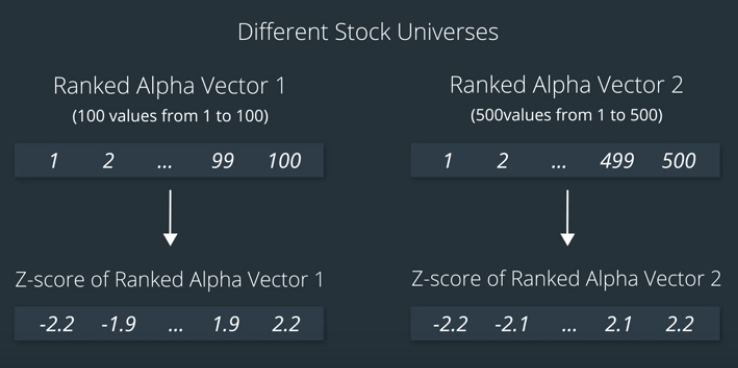 Different Stock Universes
Ranked Alpha Vector 1
(100 values from 1 to 100)
1 2 ... 99 100
Z-score of Ranked Alpha Vector 1
-2.2 -1.9 ... 1.9 2.2
Ranked Alpha Vector 2
(500values from 1 to 500)
1 2 ... 499 500
Z-score of Ranked Alpha Vector 2
-2.2 -2.1 ... 2.1 2.2